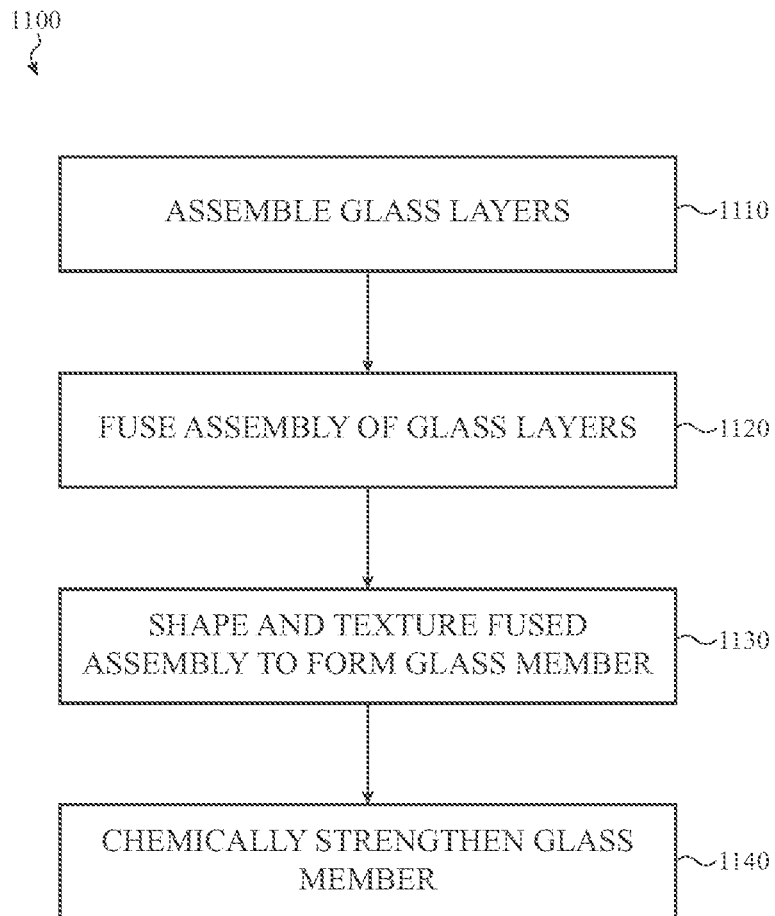 1100
ASSEMBLE GLASS LAYERS
1110
FUSE ASSEMBLY OF GLASS LAYERS
1120
SHAPE AND TEXTURE FUSED
ASSEMBLY TO FORM GLASS MEMBER
1130
CHEMICALLY STRENGTHEN GLASS
MEMBER
1140